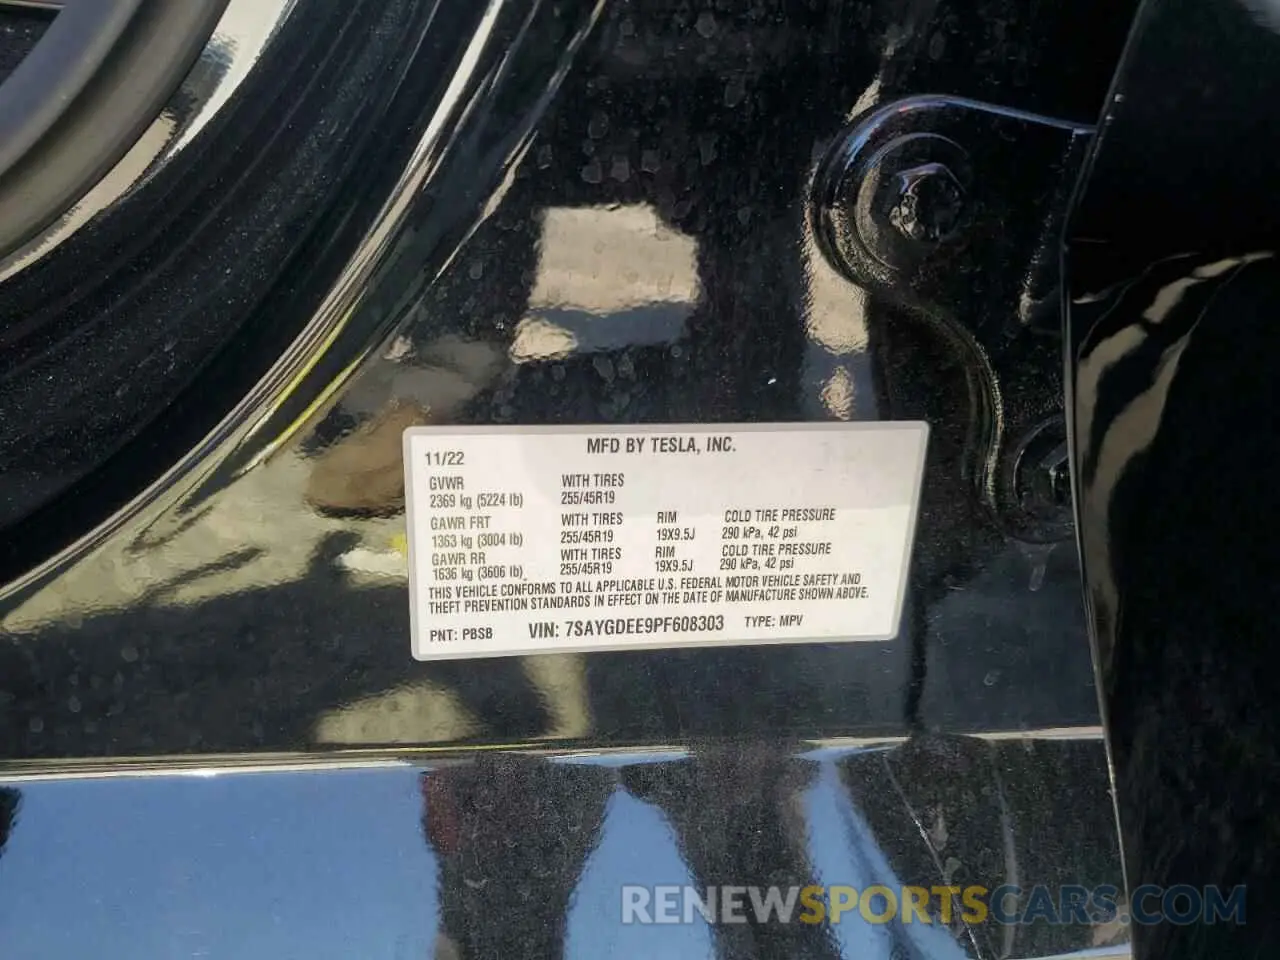 MFD BY TESLA, INC.
11/22
GVWR WITH TIRES
2369 kg (5224 lb) 255/45R19
GAWR FRT WITH TIRES RIM COLD TIRE PRESSURE
1363 kg (3004 lb) 255/45R19 19X9.5J 290 kPa, 42 psi
GAWR RR WITH TIRES RIM COLD TIRE PRESSURE
1636 kg (3606 lb) 255/45R19 19X9.5J 290 kPa, 42 psi
THIS VEHICLE CONFORMS TO ALL APPLICABLE U.S. FEDERAL MOTOR VEHICLE SAFETY AND
THEFT PREVENTION STANDARDS IN EFFECT ON THE DATE OF MANUFACTURE SHOWN ABOVE.
PNT: PBSB VIN: 7SAYGDEE9PF608303 TYPE: MPV
RENEWSPORTSCARS.COM